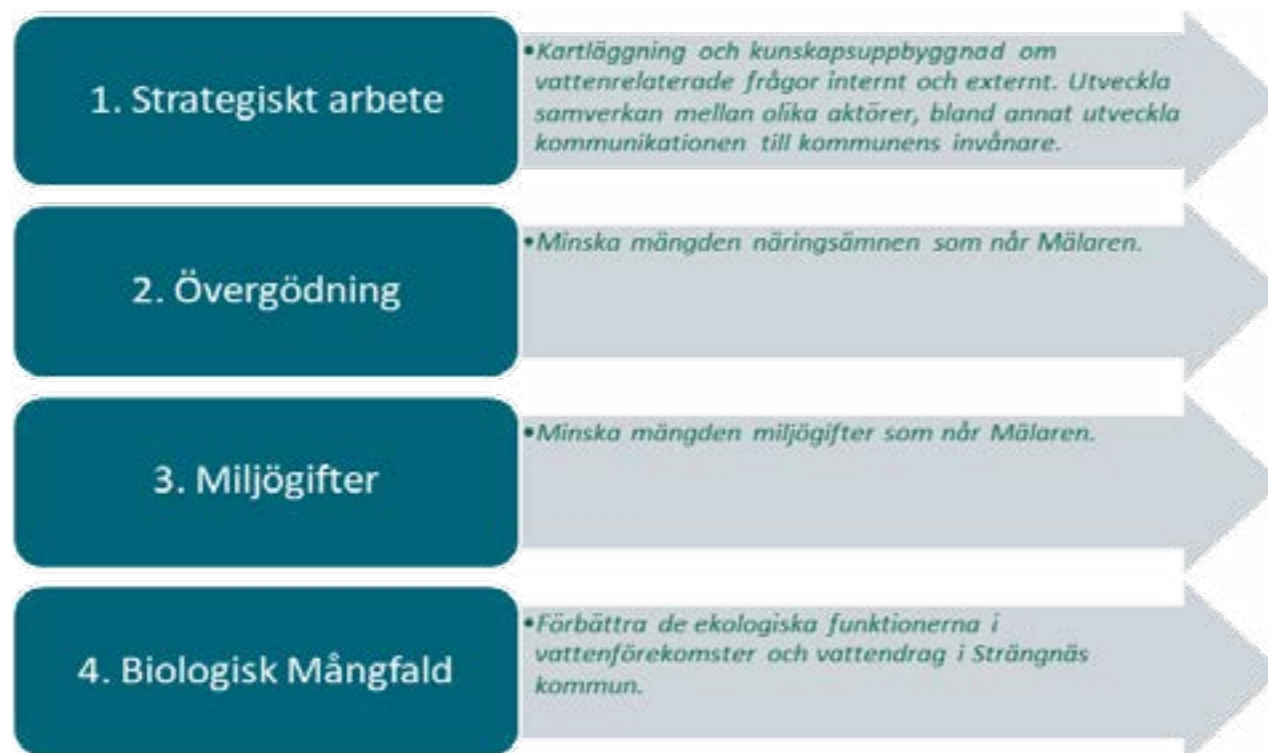 1. Strategiskt arbete
•Kartläggning och kunskapsuppbyggnad om
vattenrelaterade frågor internt och externt. Utveckla
samverkan mellan olika aktörer, bland annat utveckla
kommunikationen till kommunens invånare.
2. Övergödning
•Minska mängden näringsämnen som når Mälaren.
3. Miljögifter
•Minska mängden miljögifter som når Mälaren.
4. Biologisk Mångfald
•Förbättra de ekologiska funktionerna i
vattenförekomster och vattendrag i Strängnäs
kommun.